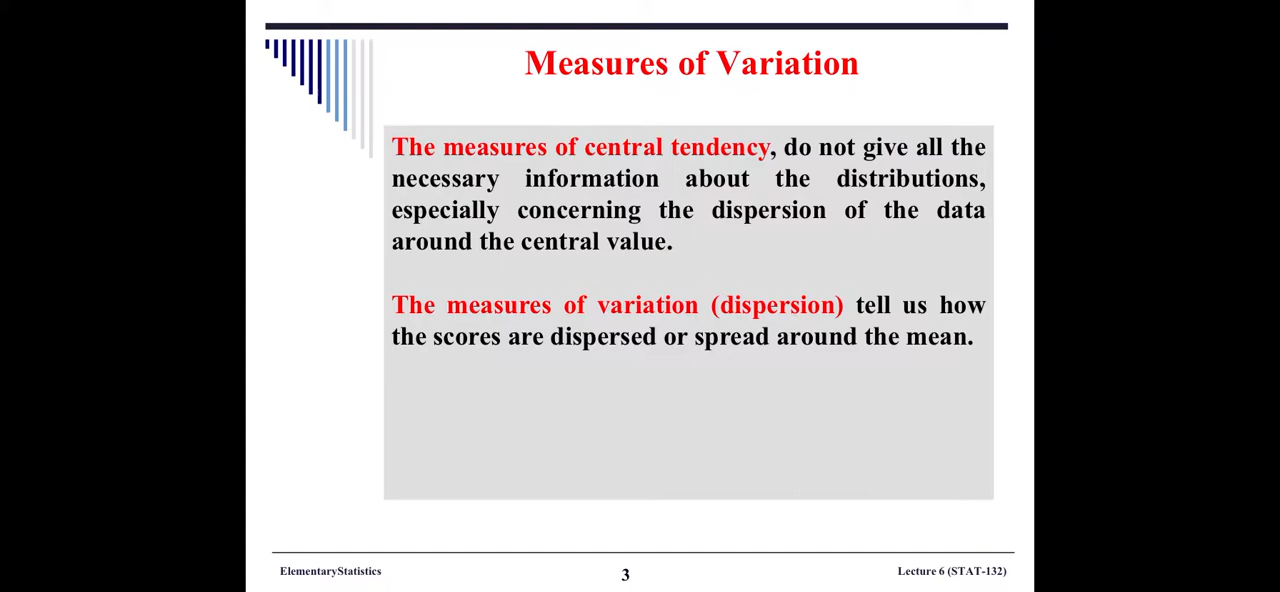 Measures of Variation
The measures of central tendency, do not give all the
necessary information about the distributions,
especially concerning the dispersion of the data
around the central value.
The measures of variation (dispersion) tell us how
the scores are dispersed or spread around the mean.
ElementaryStatistics
3
Lecture 6 (STAT-132)